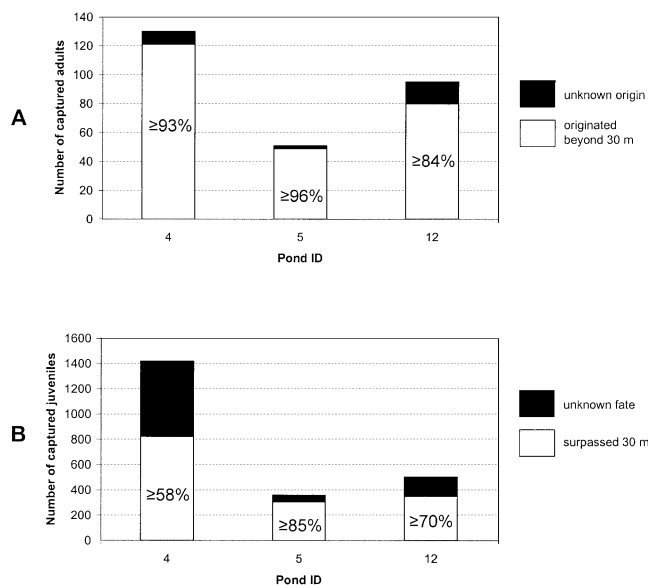 A
Number of captured adults
140
120
100
80
60
40
20
0
≥93%
≥96%
≥84%
4
5
12
Pond ID
unknown origin
originated
beyond 30 m
B
Number of captured juveniles
1600
1400
1200
1000
800
600
400
200
0
≥58%
≥85%
≥70%
4
5
12
Pond ID
unknown fate
surpassed 30 m